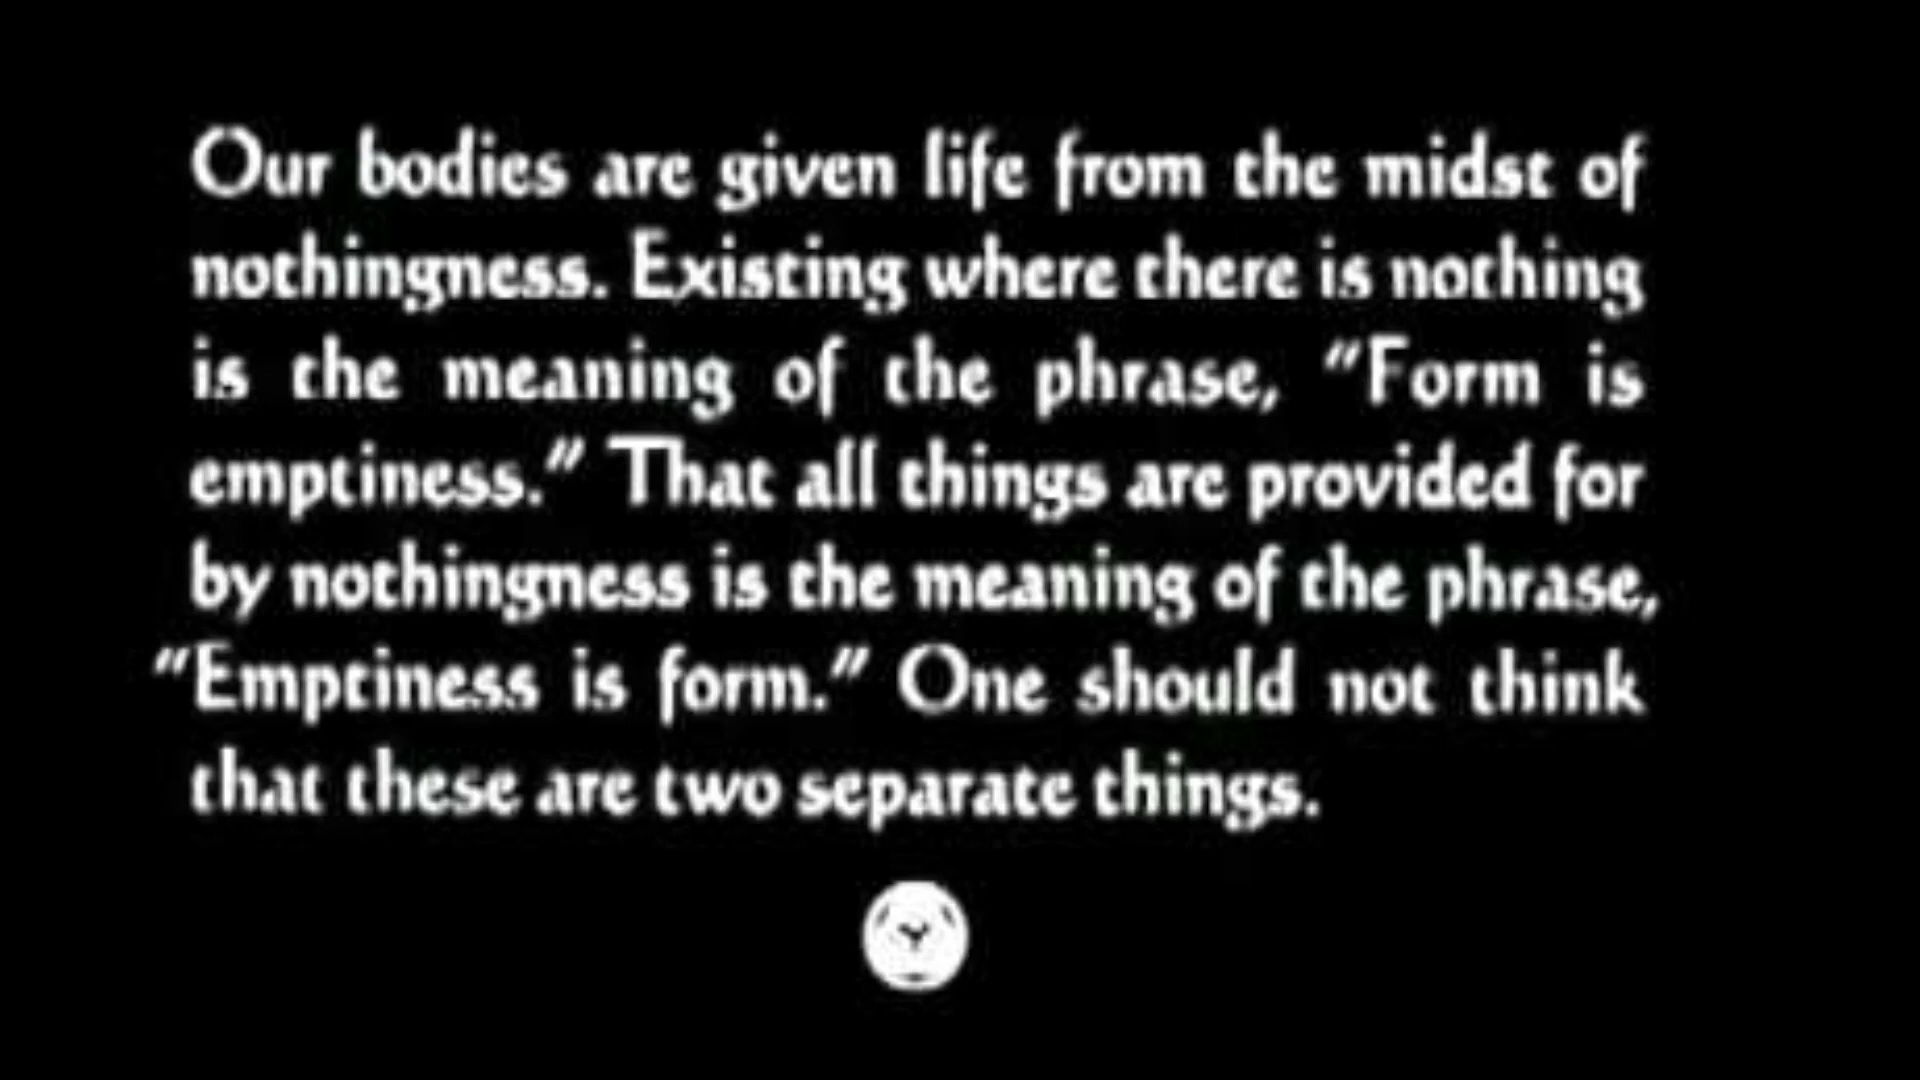 Our bodies are given life from the midst of
nothingness. Existing where there is nothing
is the meaning of the phrase, "Form is
emptiness." That all things are provided for
by nothingness is the meaning of the phrase,
"Emptiness is form." One should not think
that these are two separate things.